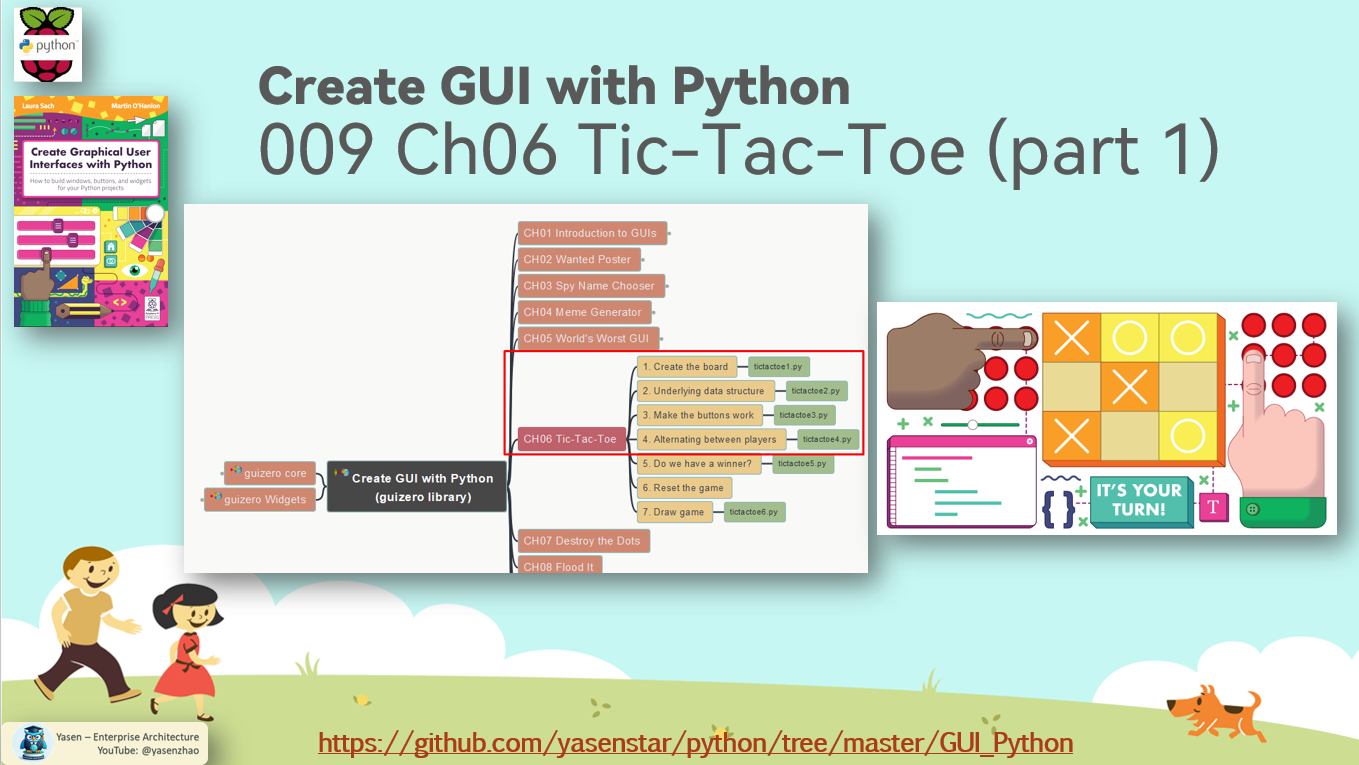 python
Create GUI with Python
009 Ch06 Tic-Tac-Toe (part 1)
Laura Sach
Martin O'Hanlon
Create Graphical User
Interfaces with Python
How to build windows, buttons, and widgets
for your Python projects
CH01 Introduction to GUIs
CH02 Wanted Poster
CH03 Spy Name Chooser
CH04 Meme Generator
CH05 World's Worst GUI
CH06 Tic-Tac-Toe
1. Create the board
tictactoe1.py
2. Underlying data structure
tictactoe2.py
3. Make the buttons work
tictactoe3.py
4. Alternating between players
tictactoe4.py
5. Do we have a winner?
tictactoe5.py
6. Reset the game
7. Draw game
tictactoe6.py
CH07 Destroy the Dots
CH08 Flood It
guizero core
guizero Widgets
Create GUI with Python
(guizero library)
{ }
IT'S YOUR
TURN!
T
Yasen – Enterprise Architecture
YouTube: @yasenzhao
https://github.com/yasenstar/python/tree/master/GUI_Python